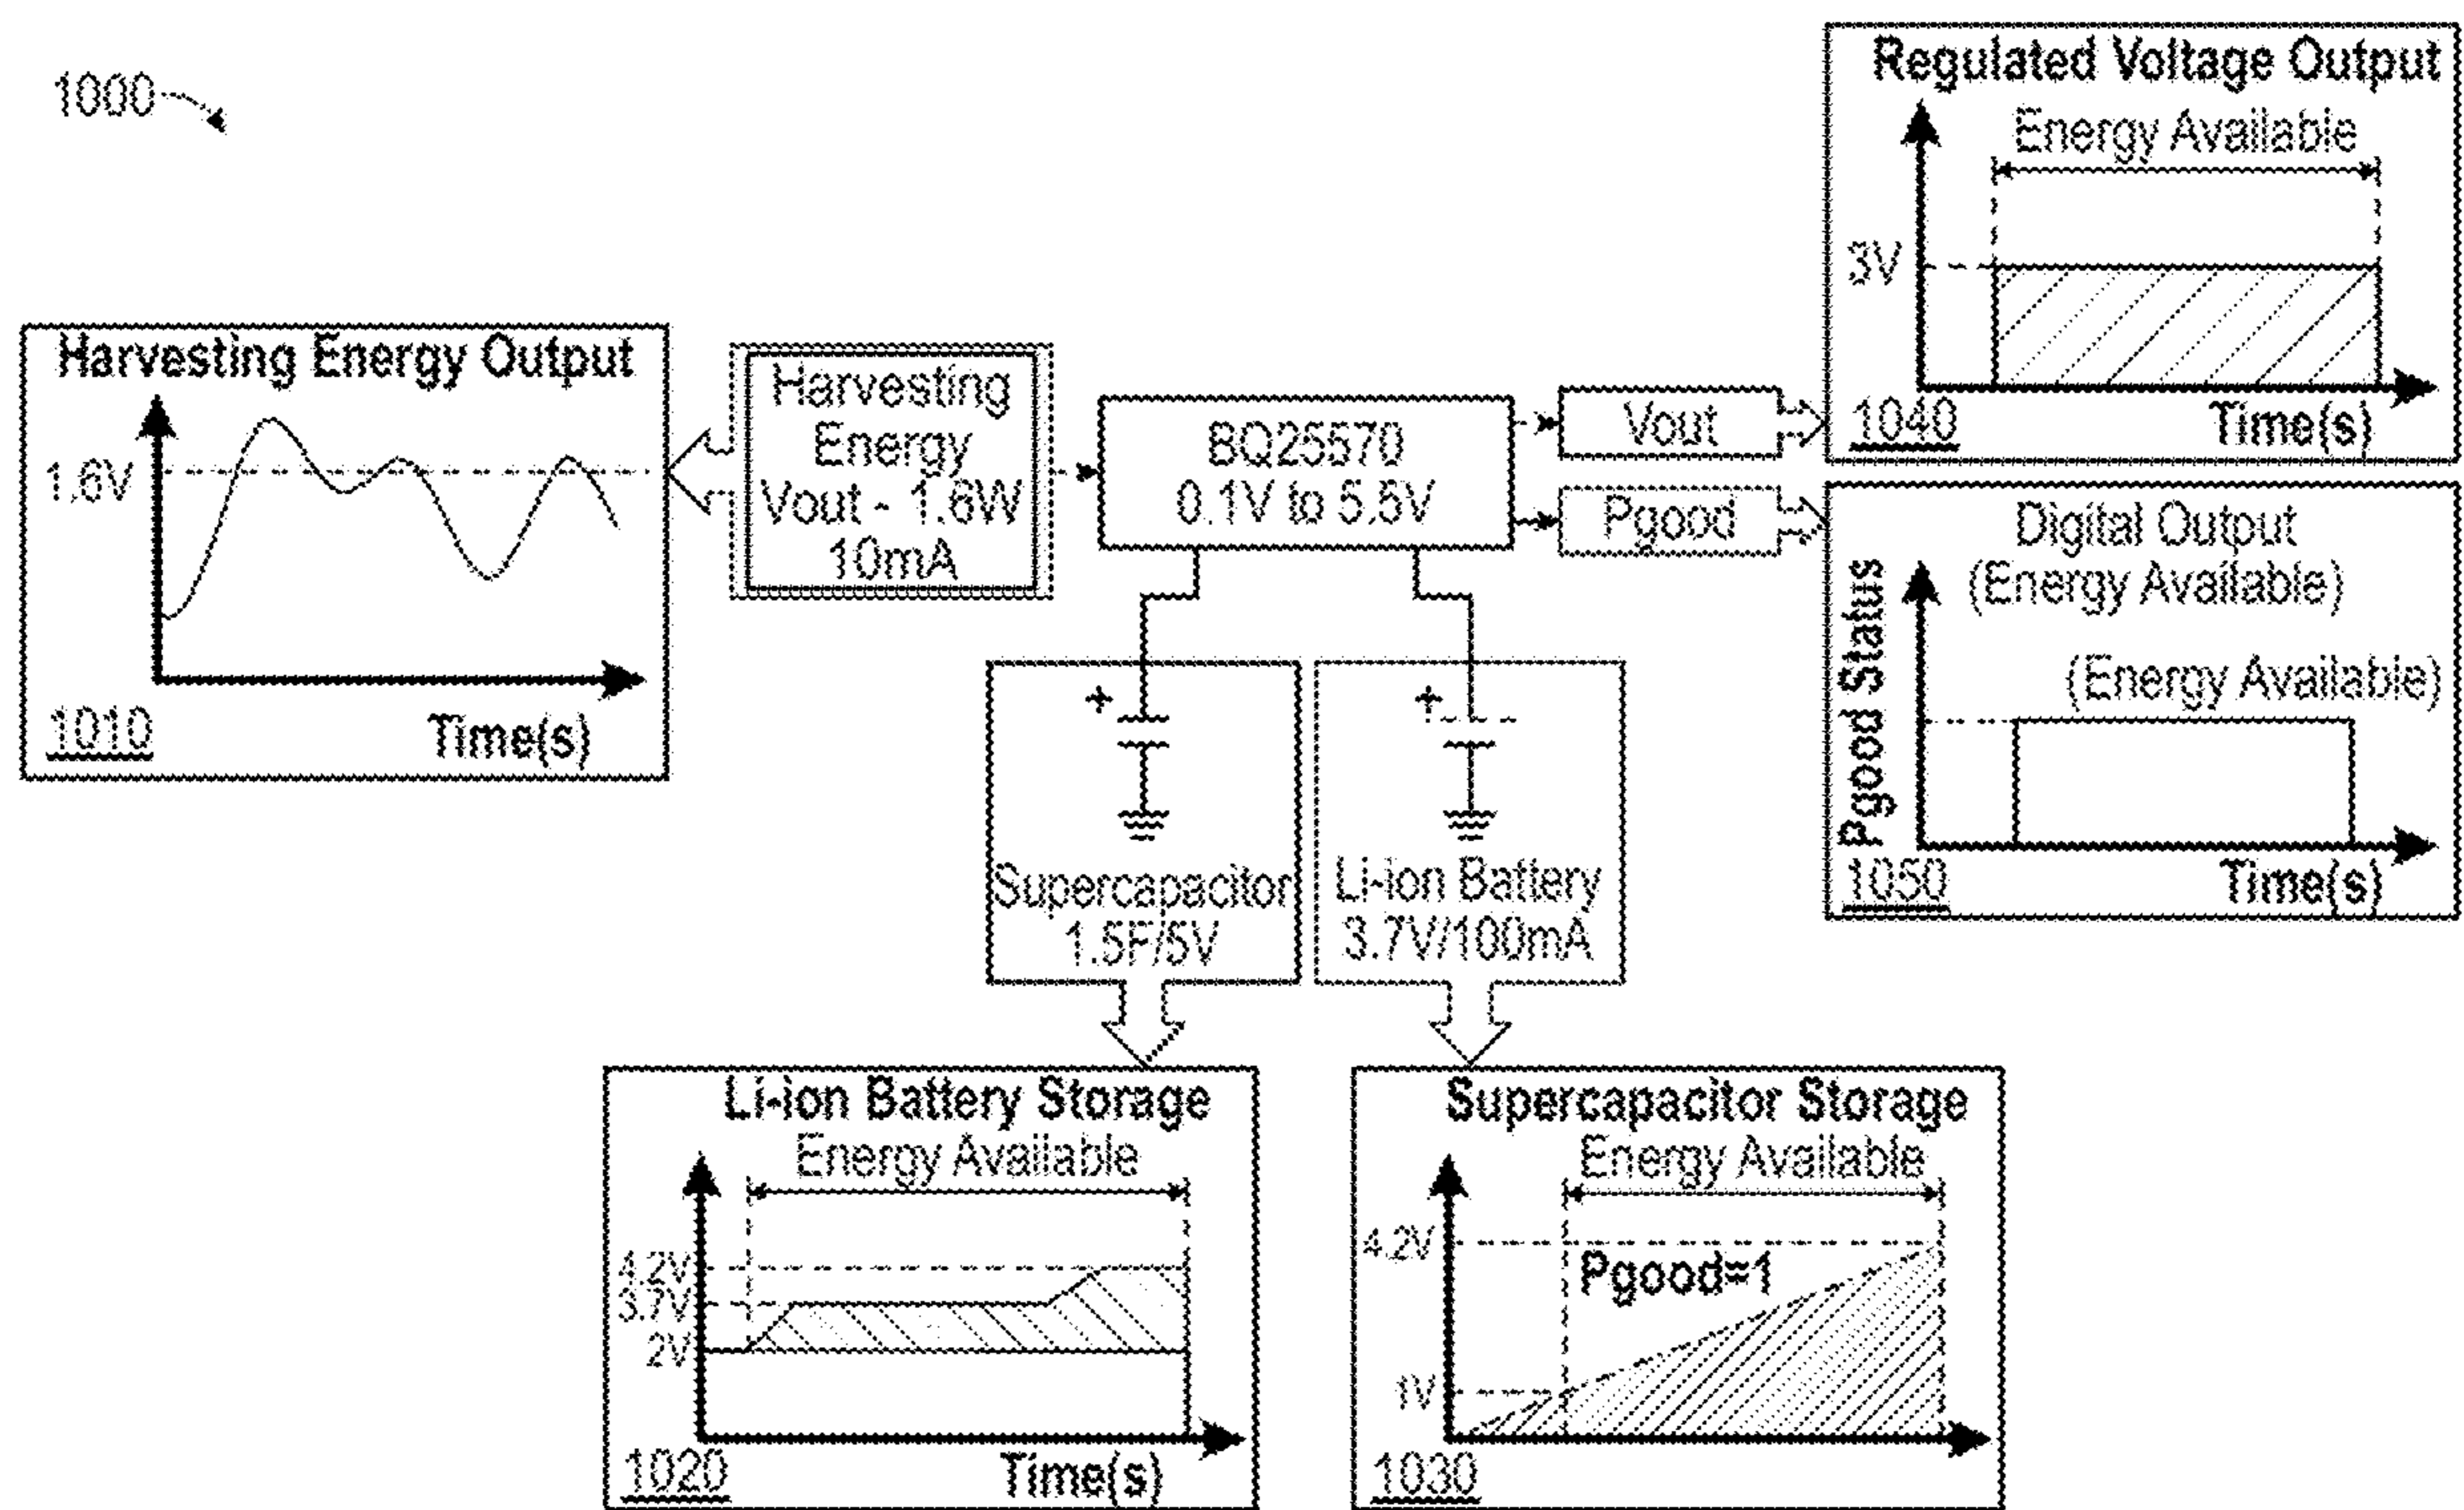 1000
Harvesting Energy Output
1.6V
1010
Time(s)
Harvesting
Energy
Vout - 1.6W
10mA
BQ25570
0.1V to 5.5V
Vout
Pgood
Regulated Voltage Output
Energy Available
3V
1040
Time(s)
Digital Output
(Energy Available)
(Energy Available)
Pgood Status
1050
Time(s)
Supercapacitor
1.5F/5V
Li-ion Battery
3.7V/100mA
Li-ion Battery Storage
Energy Available
4.2V
3.7V
2V
1020
Time(s)
Supercapacitor Storage
Energy Available
4.2V
Pgood=1
1V
1030